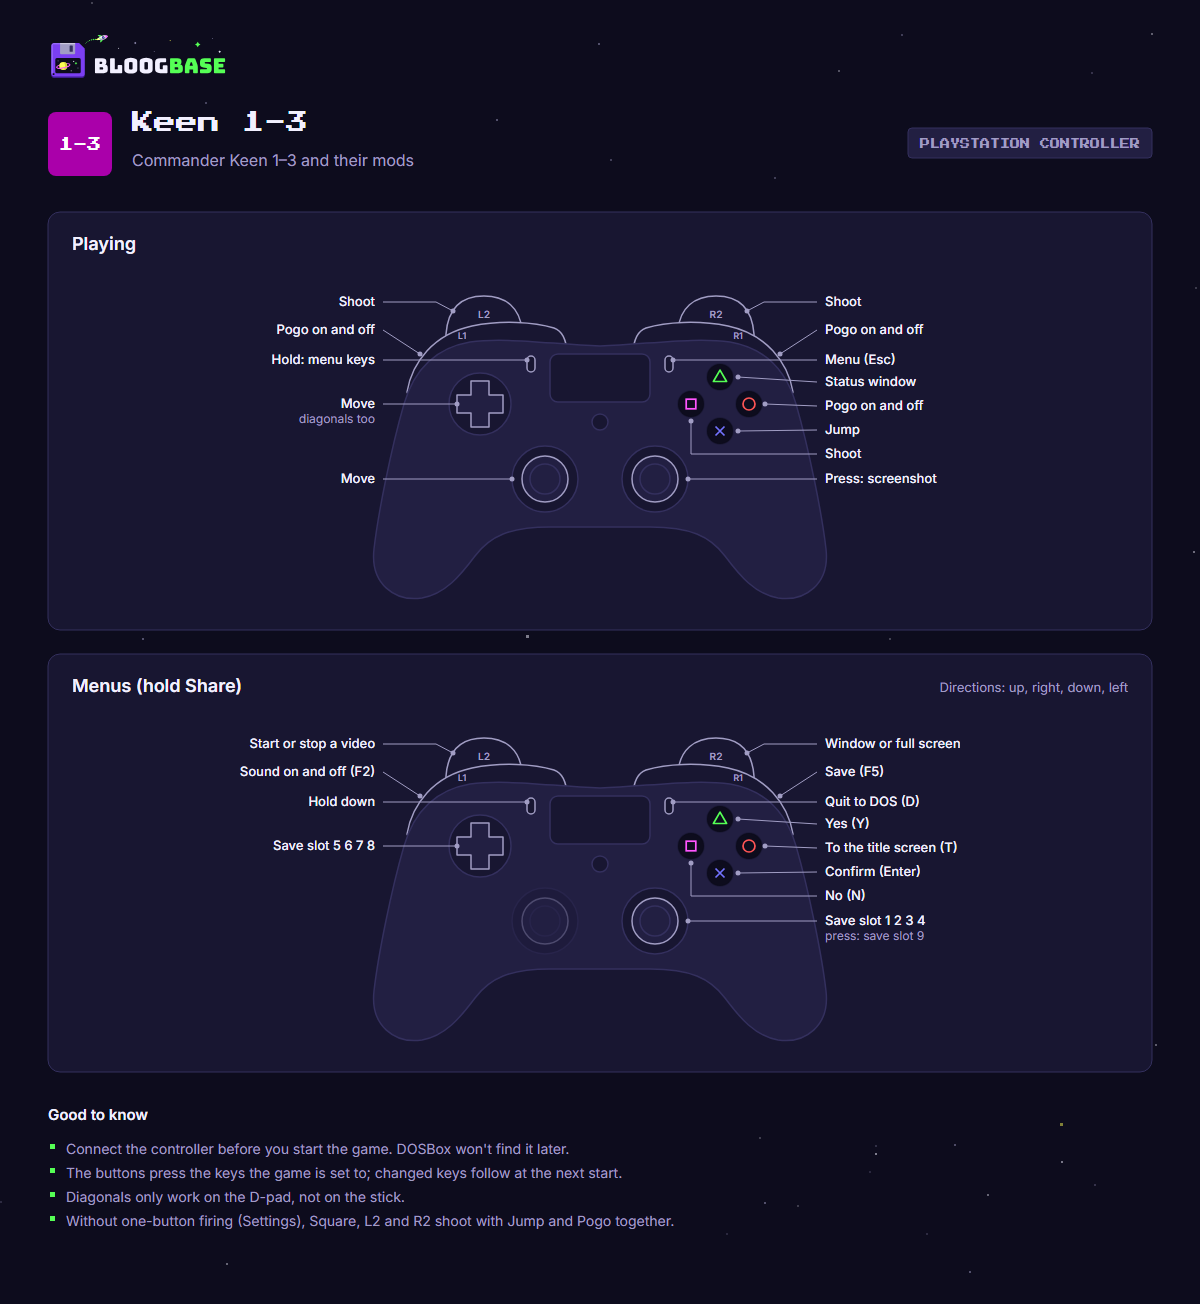 BLOOGBASE
1-3
Keen 1-3
Commander Keen 1–3 and their mods
PLAYSTATION CONTROLLER
Playing
Shoot
Pogo on and off
Hold: menu keys
Move
diagonals too
Move
L2
L1
R2
R1
Shoot
Pogo on and off
Menu (Esc)
Status window
Pogo on and off
Jump
Shoot
Press: screenshot
Menus (hold Share)
Directions: up, right, down, left
Start or stop a video
Sound on and off (F2)
Hold down
Save slot 5 6 7 8
L2
L1
R2
R1
Window or full screen
Save (F5)
Quit to DOS (D)
Yes (Y)
To the title screen (T)
Confirm (Enter)
No (N)
Save slot 1 2 3 4
press: save slot 9
Good to know
Connect the controller before you start the game. DOSBox won't find it later.
The buttons press the keys the game is set to; changed keys follow at the next start.
Diagonals only work on the D-pad, not on the stick.
Without one-button firing (Settings), Square, L2 and R2 shoot with Jump and Pogo together.